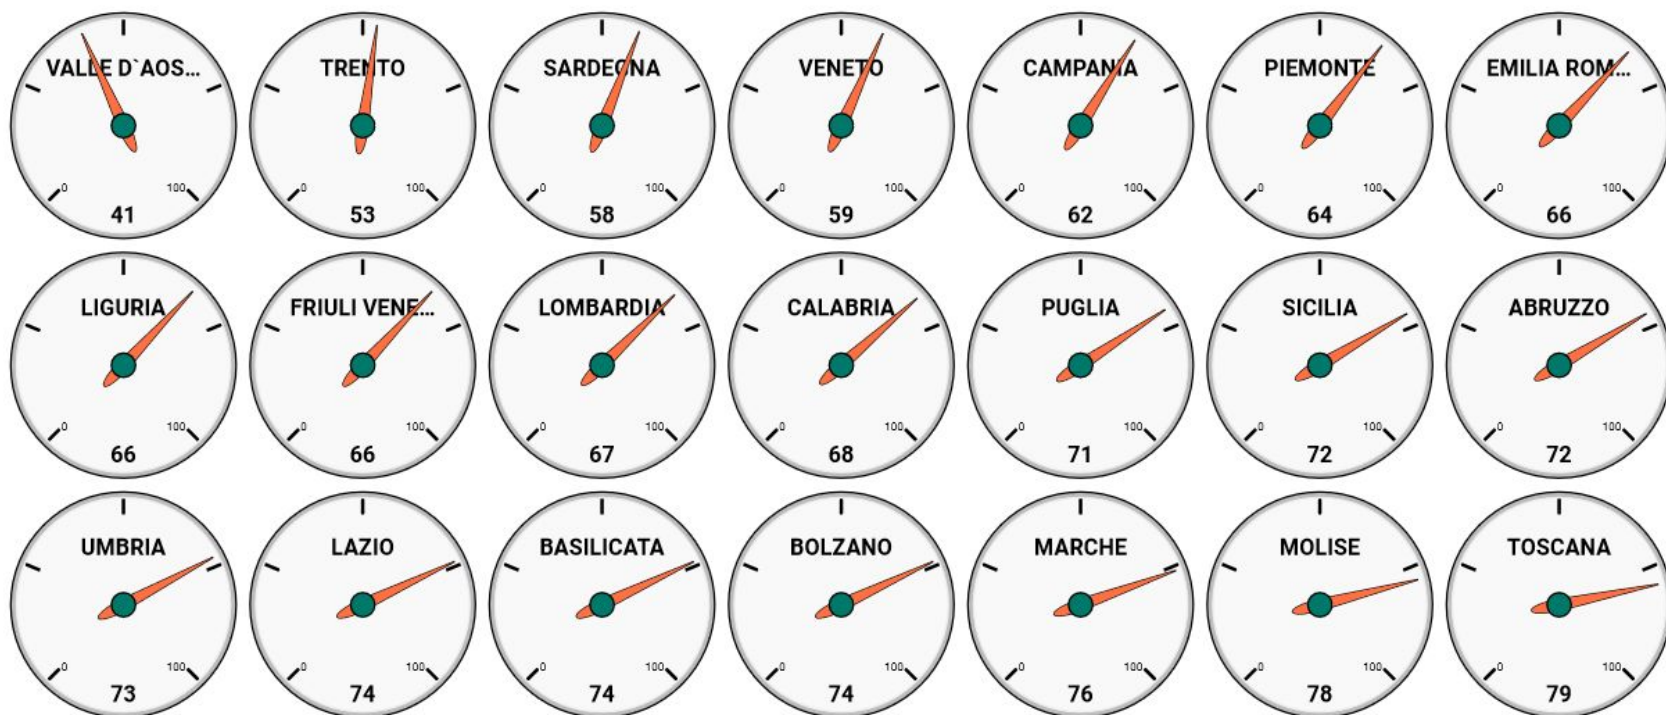 VALLE D`AOS... TRENTO SARDEGNA VENETO CAMPANIA PIEMONTE EMILIA ROM...
0 100 0 100 0 100 0 100 0 100 0 100 0 100
41 53 58 59 62 64 66
LIGURIA FRIULI VENE... LOMBARDIA CALABRIA PUGLIA SICILIA ABRUZZO
0 100 0 100 0 100 0 100 0 100 0 100 0 100
66 66 67 68 71 72 72
UMBRIA LAZIO BASILICATA BOLZANO MARCHE MOLISE TOSCANA
0 100 0 100 0 100 0 100 0 100 0 100 0 100
73 74 74 74 76 78 79